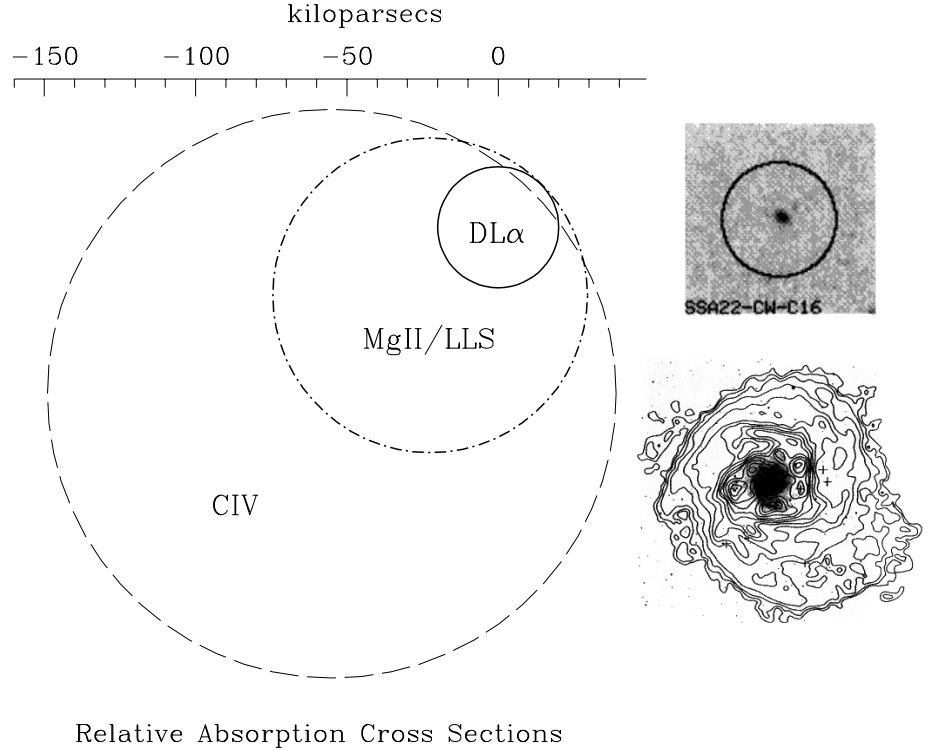 kiloparsecs
−150 −100 −50 0
DLα
MgII/LLS
CIV
SSA22-CW-C16
Relative Absorption Cross Sections